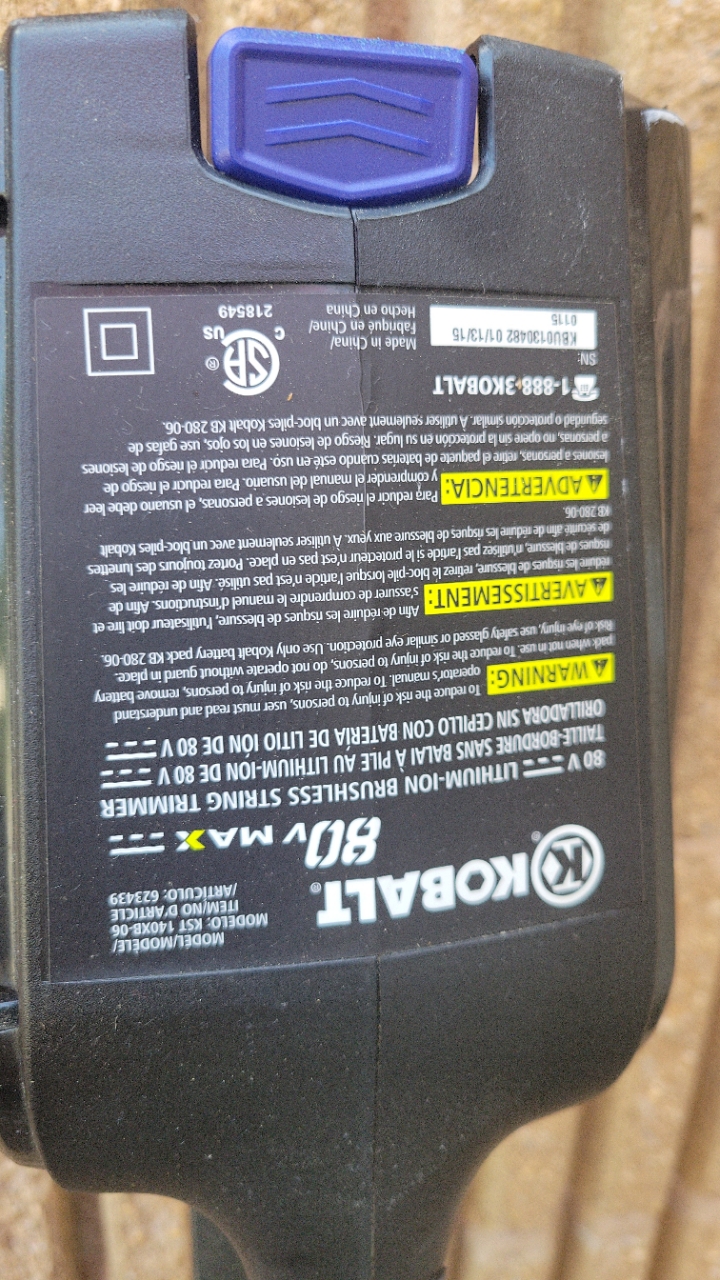 KOBALT®
MODEL/MODÈLE/
MODELO: KST 140XB-06
ITEM/NO D'ARTICLE
/ARTÍCULO: 623439
80V MAX
80 V LITHIUM-ION BRUSHLESS STRING TRIMMER
TAILLE-BORDURE SANS BALAI À PILE AU LITHIUM-ION DE 80 V
ORILLADORA SIN CEPILLO CON BATERÍA DE LITIO IÓN DE 80 V
WARNING: To reduce the risk of injury to persons, user must read and understand
operator's manual. To reduce the risk of injury to persons, remove battery
pack when not in use. To reduce the risk of injury to persons, do not operate without guard in place.
Risk of eye injury, use safety glassed or similar eye protection. Use only Kobalt battery pack KB 280-06.
AVERTISSEMENT: Afin de réduire les risques de blessure, l'utilisateur doit lire et
s'assurer de comprendre le manuel d'instructions. Afin de
réduire les risques de blessure, retirez le bloc-pile lorsque l'article n'est pas utilisé. Afin de réduire les
risques de blessure, n'utilisez pas l'article si le protecteur n'est pas en place. Portez toujours des lunettes
de sécurité afin de réduire les risques de blessure aux yeux. À utiliser seulement avec un bloc-piles Kobalt
KB 280-06.
ADVERTENCIA: Para reducir el riesgo de lesiones a personas, el usuario debe leer
y comprender el manual del usuario. Para reducir el riesgo de
lesiones a personas, retire el paquete de baterías cuando esté en uso. Para reducir el riesgo de lesiones
a personas, no opere sin la protección en su lugar. Riesgo de lesiones en los ojos, use gafas de
seguridad o protección similar. A utiliser seulement avec un bloc-piles Kobalt KB 280-06.
1-888-3KOBALT
SN:
KBU0130482 01/13/15
0115
Made in China/
Fabriqué en Chine/
Hecho en China
C SA® US
218549